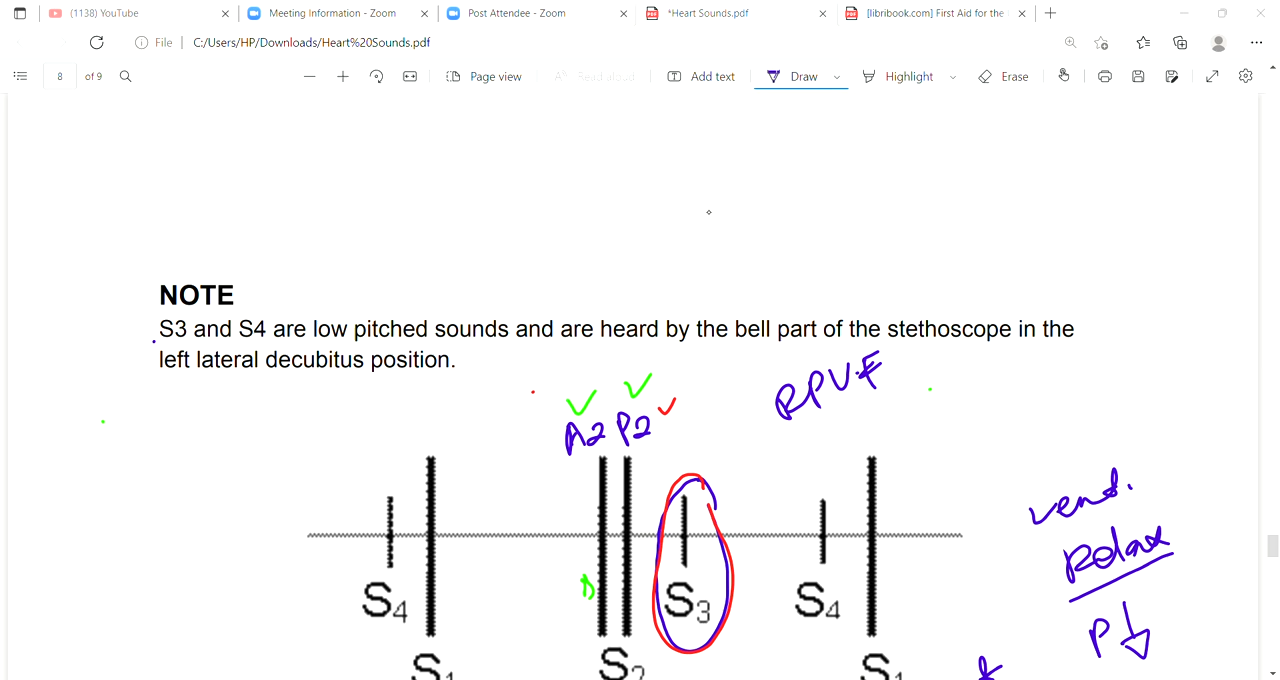 (1138) YouTube
Meeting Information - Zoom
Post Attendee - Zoom
*Heart Sounds.pdf
[libribook.com] First Aid for the
File
C:/Users/HP/Downloads/Heart%20Sounds.pdf
8 of 9
Page view
Read aloud
Add text
Draw
Highlight
Erase
NOTE
S3 and S4 are low pitched sounds and are heard by the bell part of the stethoscope in the
left lateral decubitus position.
RPVF
A2 P2
vend.
Relax
P
S4
S3
S4
S1
S2
S1